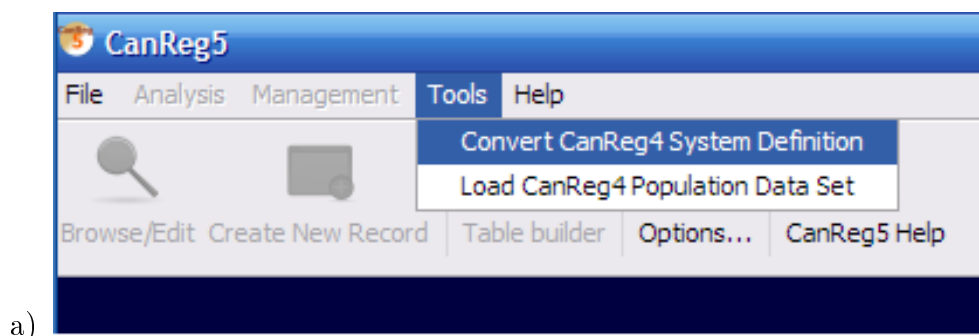 CanReg5
File Analysis Management Tools Help
Convert CanReg4 System Definition
Load CanReg4 Population Data Set
Browse/Edit Create New Record Table builder Options... CanReg5 Help
a)